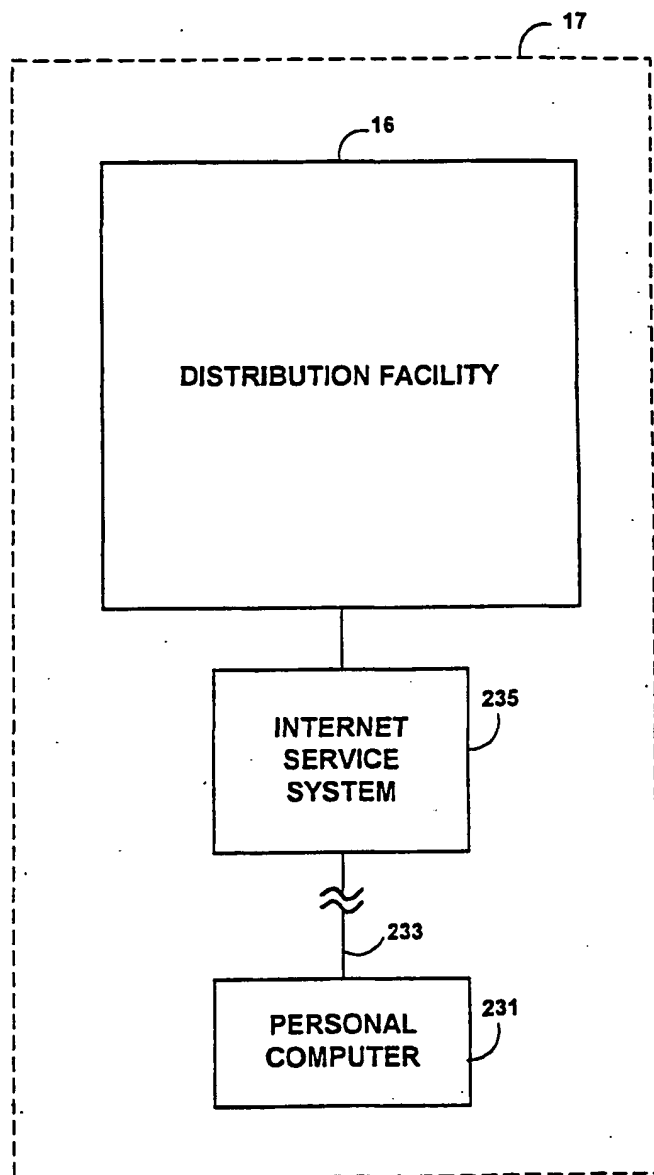 17
16
DISTRIBUTION FACILITY
235
INTERNET
SERVICE
SYSTEM
233
231
PERSONAL
COMPUTER